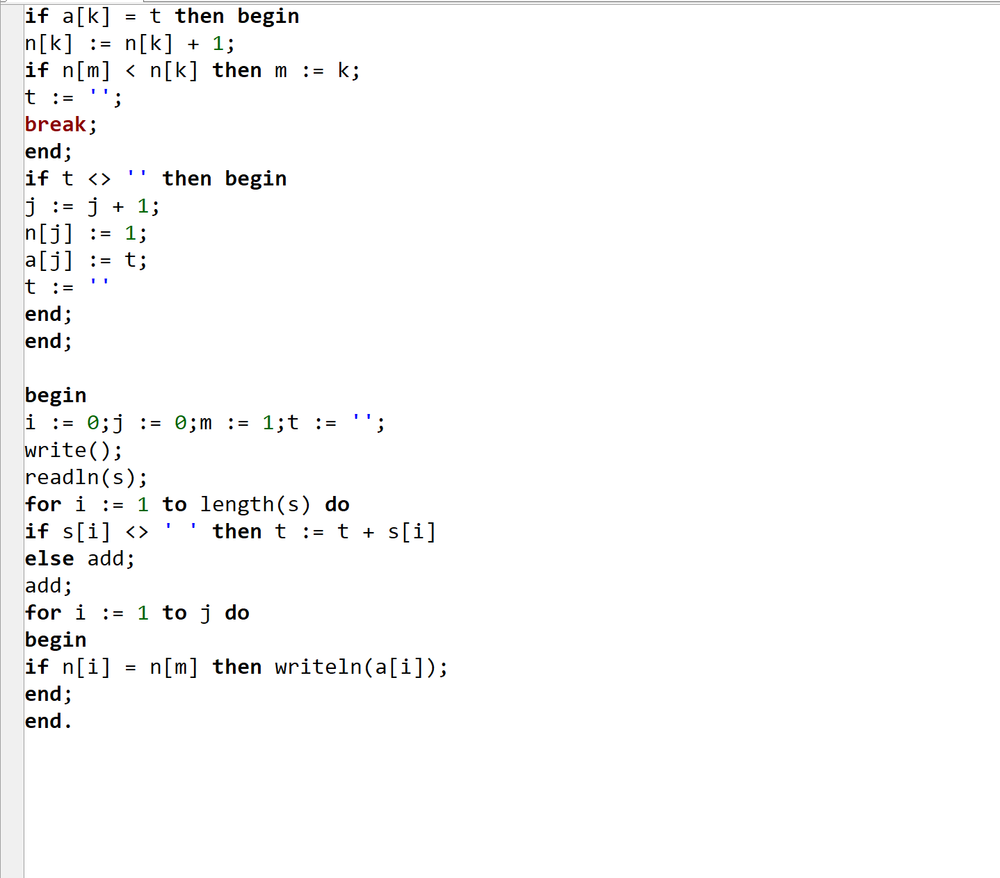 if a[k] = t then begin
n[k] := n[k] + 1;
if n[m] < n[k] then m := k;
t := '';
break;
end;
if t <> '' then begin
j := j + 1;
n[j] := 1;
a[j] := t;
t := ''
end;
end;

begin
i := 0;j := 0;m := 1;t := '';
write();
readln(s);
for i := 1 to length(s) do
if s[i] <> ' ' then t := t + s[i]
else add;
add;
for i := 1 to j do
begin
if n[i] = n[m] then writeln(a[i]);
end;
end.